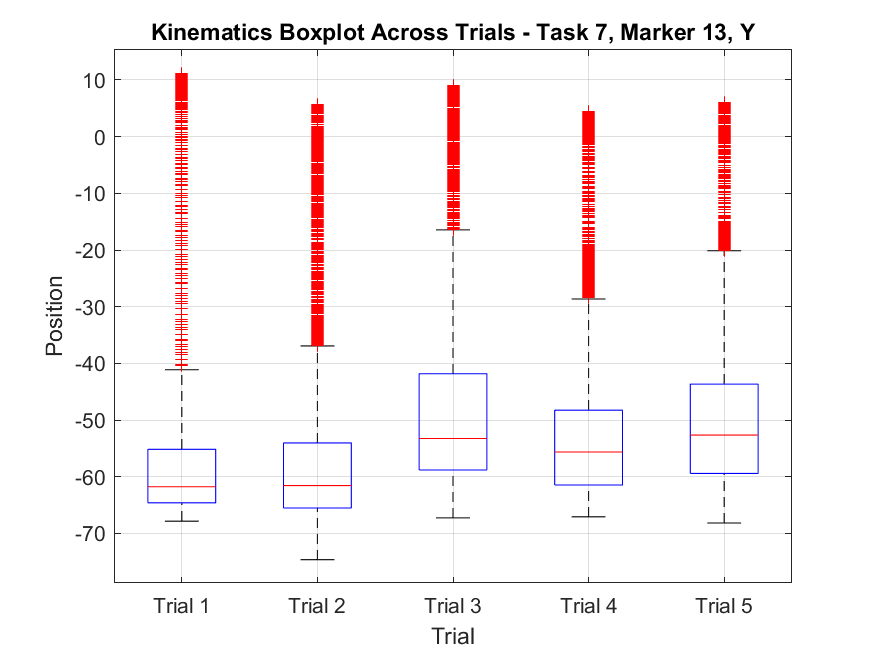 Kinematics Boxplot Across Trials - Task 7, Marker 13, Y
10
0
-10
-20
-30
-40
-50
-60
-70
Position
Trial 1 Trial 2 Trial 3 Trial 4 Trial 5
Trial